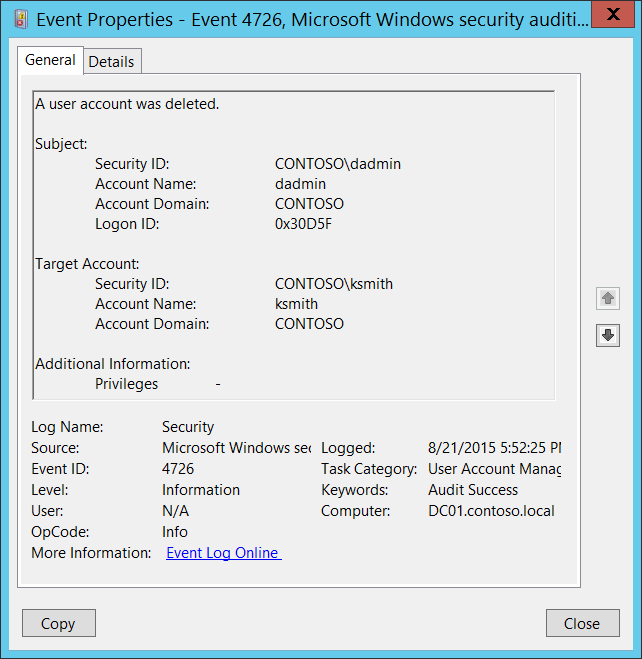 Event Properties - Event 4726, Microsoft Windows security auditi...
X
General Details
A user account was deleted.
Subject:
Security ID: CONTOSO\dadmin
Account Name: dadmin
Account Domain: CONTOSO
Logon ID: 0x30D5F
Target Account:
Security ID: CONTOSO\ksmith
Account Name: ksmith
Account Domain: CONTOSO
Additional Information:
Privileges -
Log Name: Security
Source: Microsoft Windows sec Logged: 8/21/2015 5:52:25 PM
Event ID: 4726 Task Category: User Account Manag
Level: Information Keywords: Audit Success
User: N/A Computer: DC01.contoso.local
OpCode: Info
More Information: Event Log Online
Copy Close